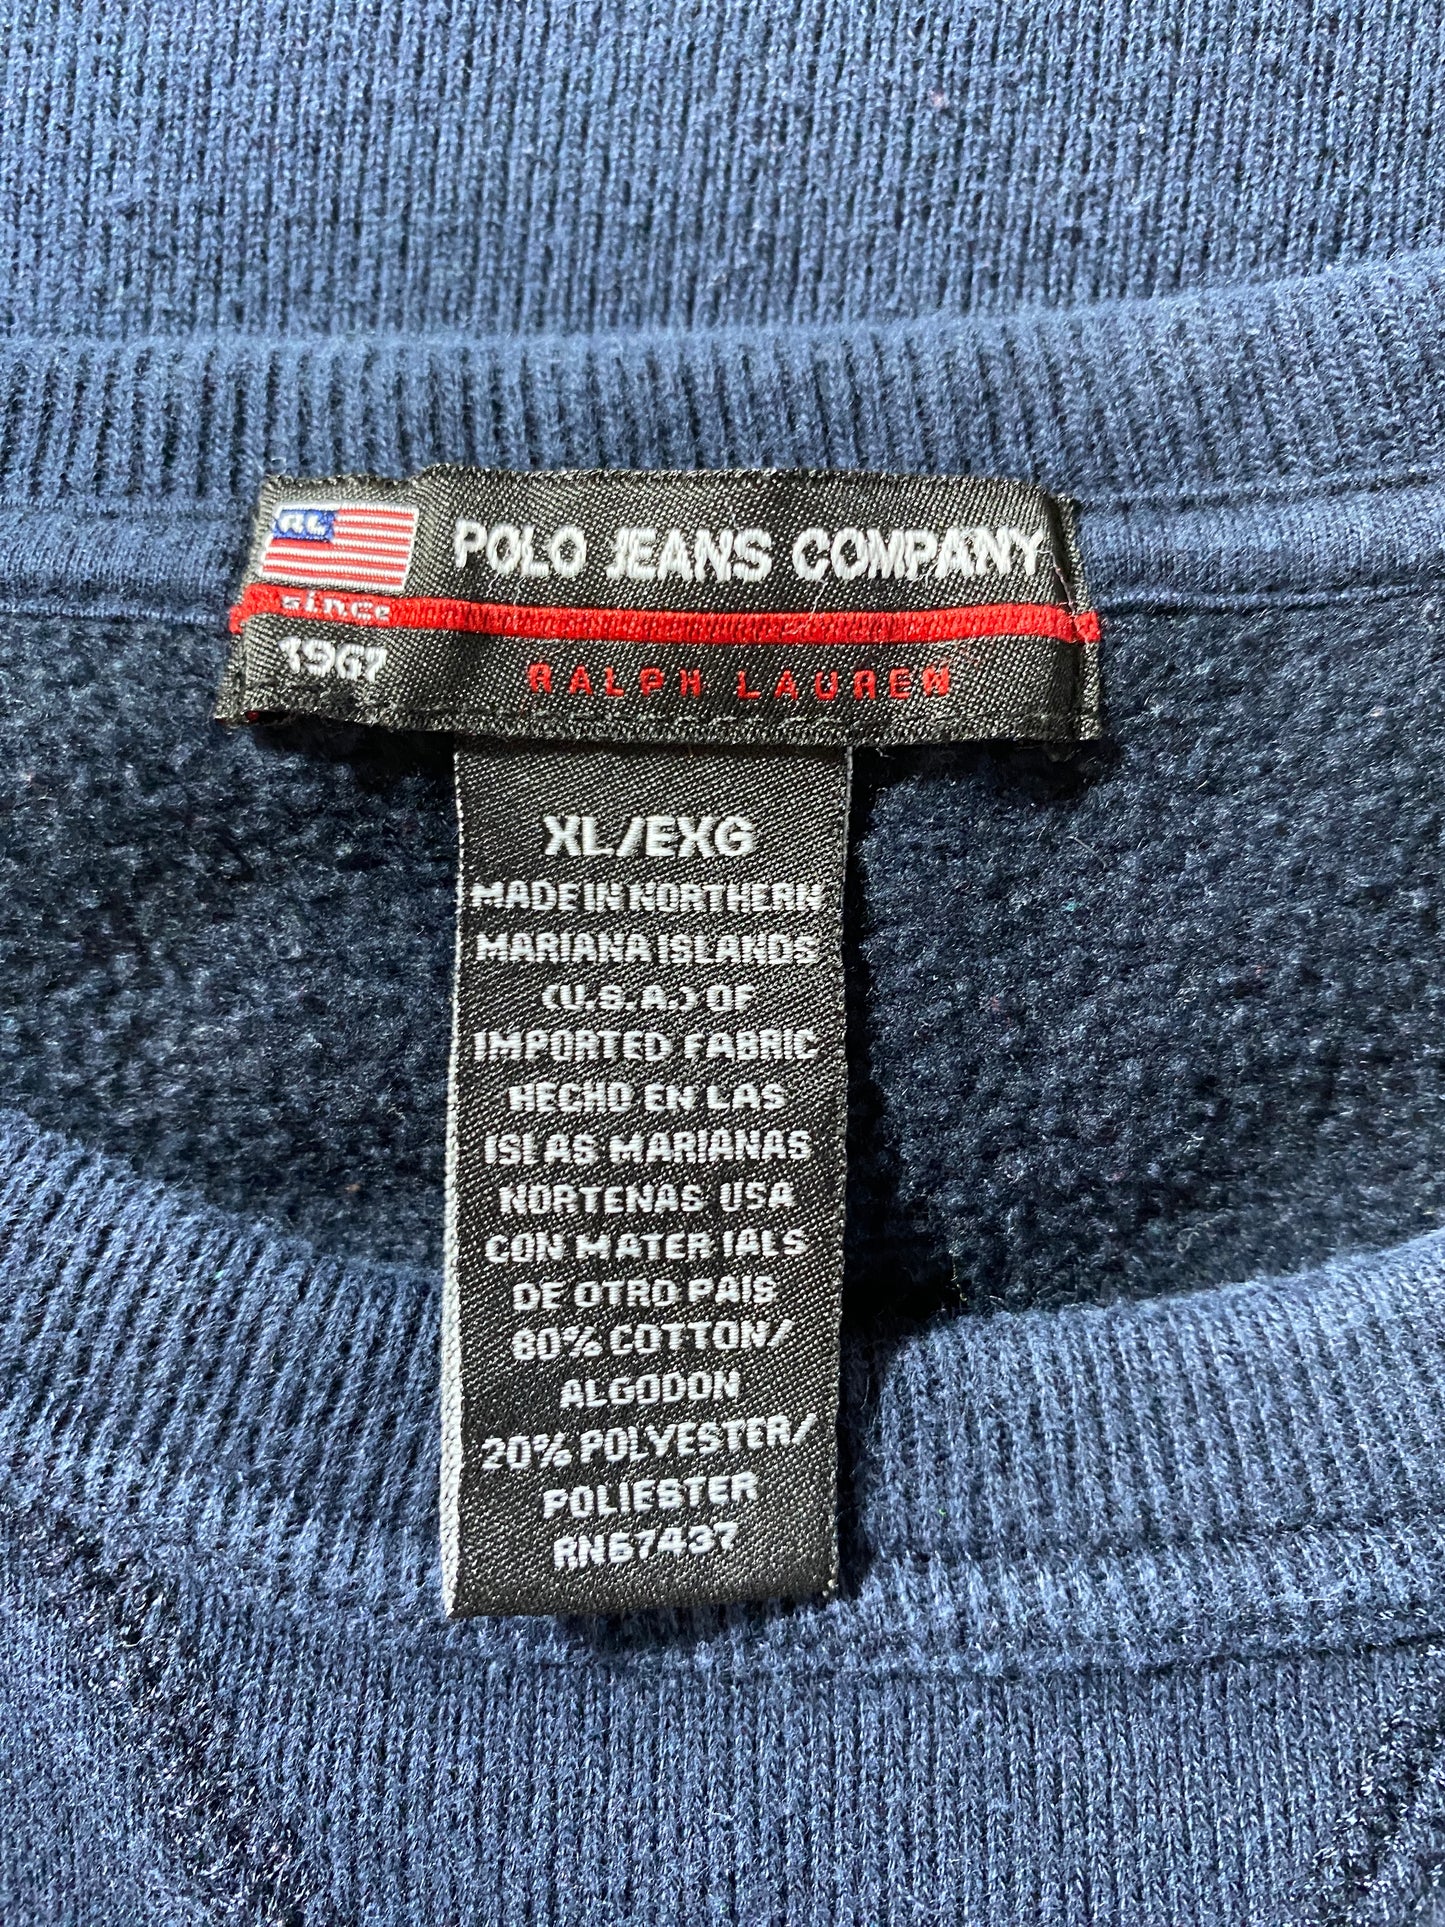 RL
POLO JEANS COMPANY
since
1967
RALPH LAUREN
XL/EXG
MADE IN NORTHERN
MARIANA ISLANDS
(U.S.A.) OF
IMPORTED FABRIC
HECHO EN LAS
ISLAS MARIANAS
NORTENAS USA
CON MATERIALS
DE OTRO PAIS
80% COTTON/
ALGODON
20% POLYESTER/
POLIESTER
RN67437